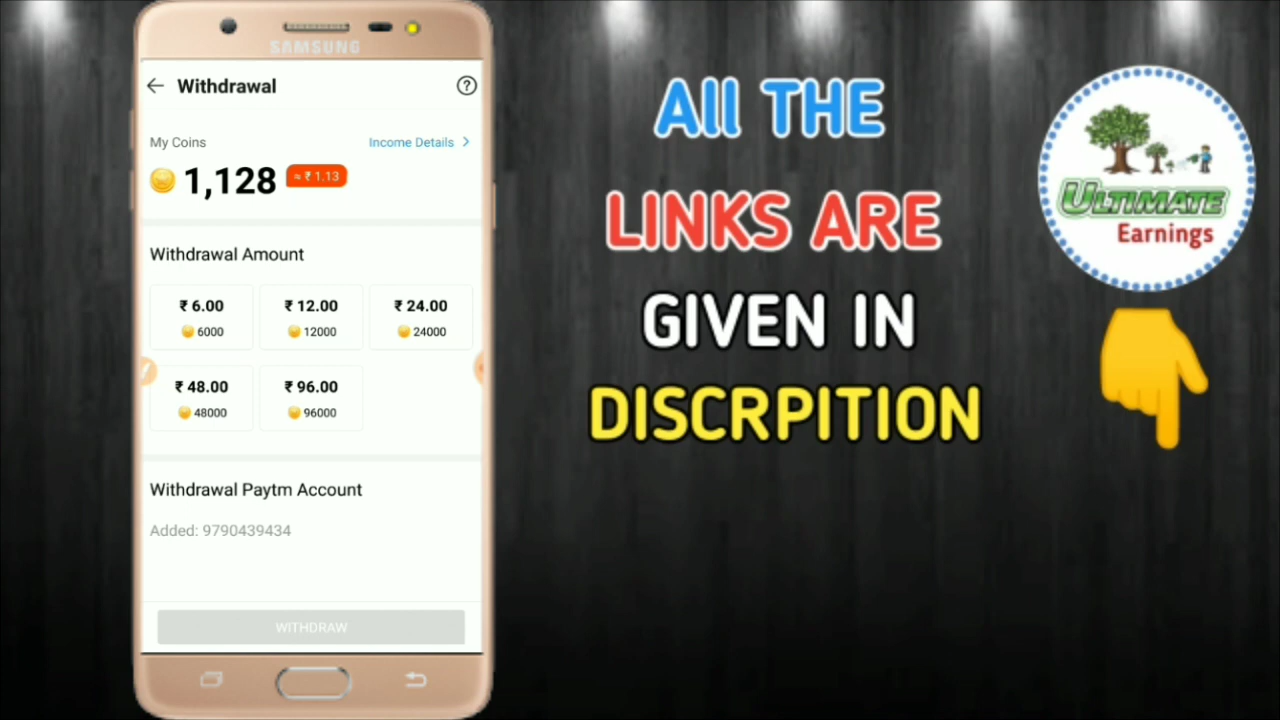 SAMSUNG
Withdrawal
My Coins
Income Details
1,128
≈ ₹ 1.13
Withdrawal Amount
₹ 6.00
6000
₹ 12.00
12000
₹ 24.00
24000
₹ 48.00
48000
₹ 96.00
96000
Withdrawal Paytm Account
Added: 9790439434
WITHDRAW
All THE
LINKS ARE
GIVEN IN
DISCRPITION
ULTIMATE
Earnings